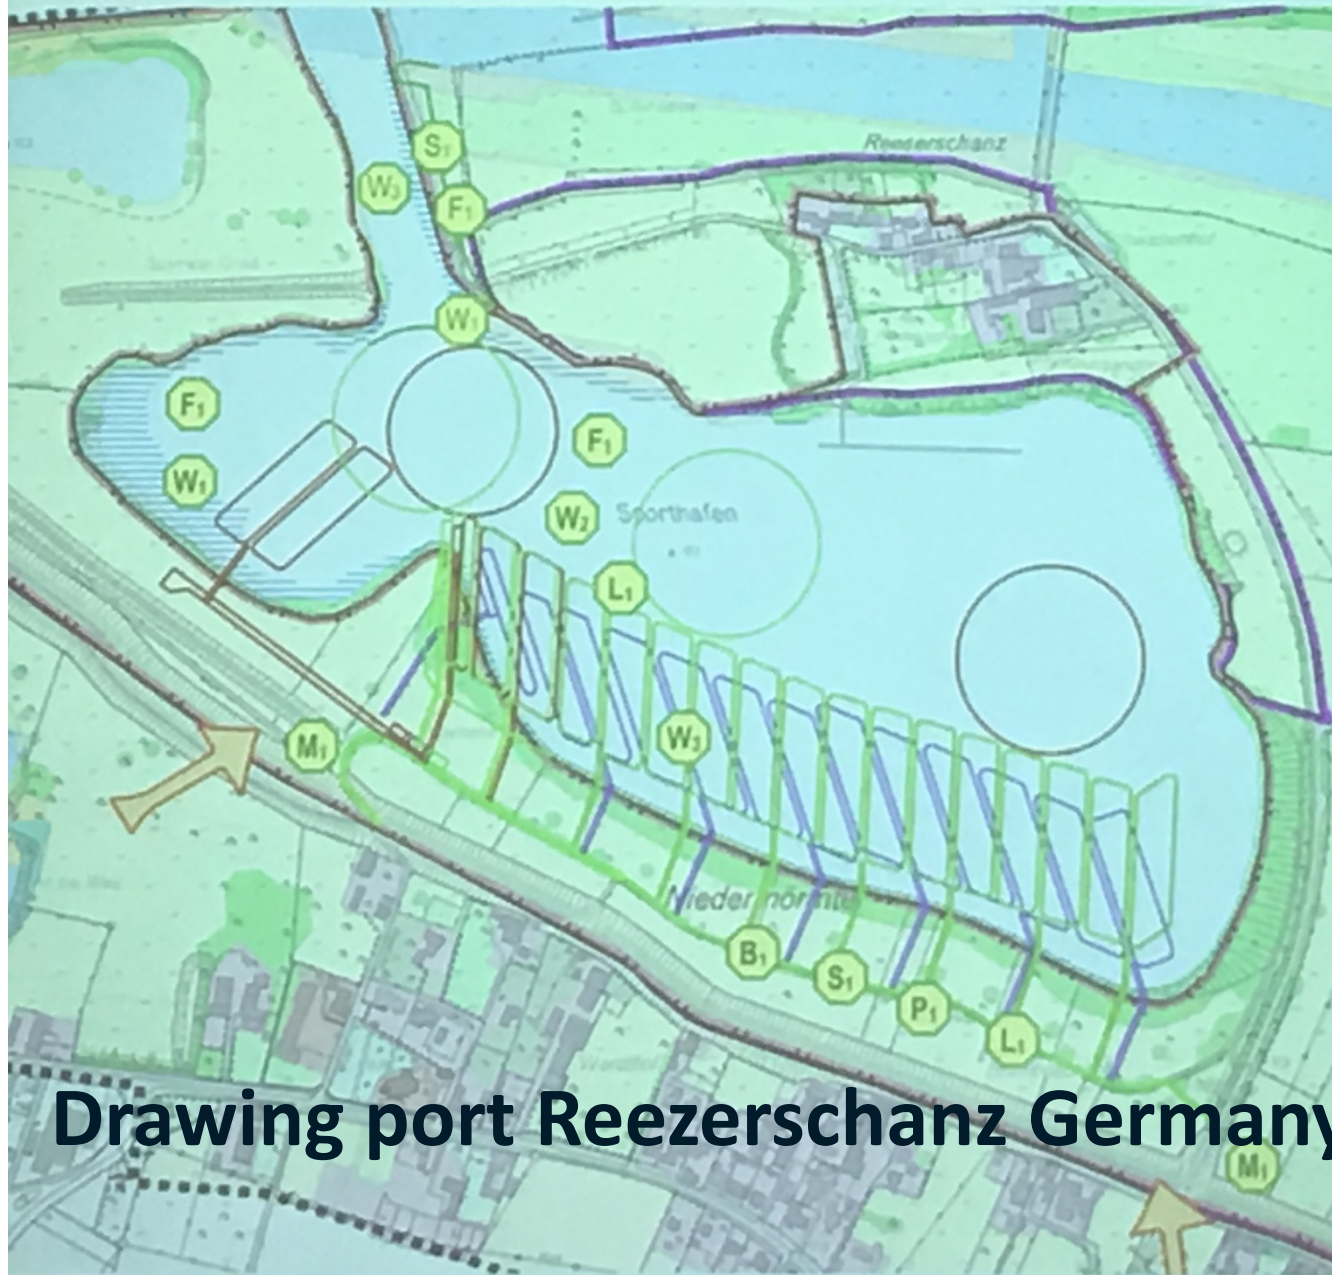 Reeserschanz
S₁
W₃
F₁
W₁
F₁
F₁
W₁
W₂
Sporthafen
L₁
M₁
W₃
Niedermörmter
B₁
S₁
P₁
L₁
Drawing port Reezerschanz Germany
M₁